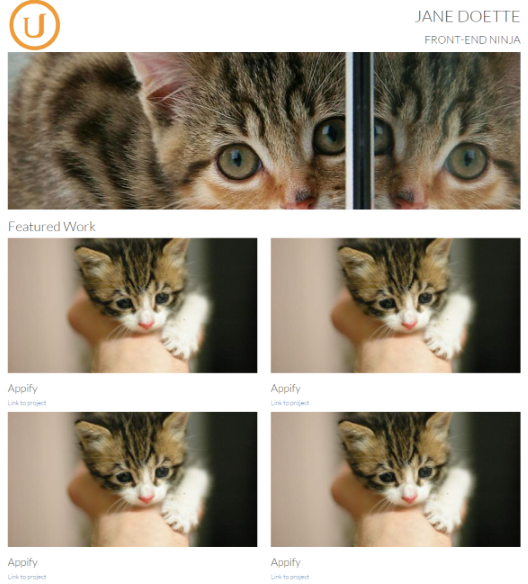 U
JANE DOETTE
FRONT-END NINJA
Featured Work
Appify
Link to project
Appify
Link to project
Appify
Link to project
Appify
Link to project